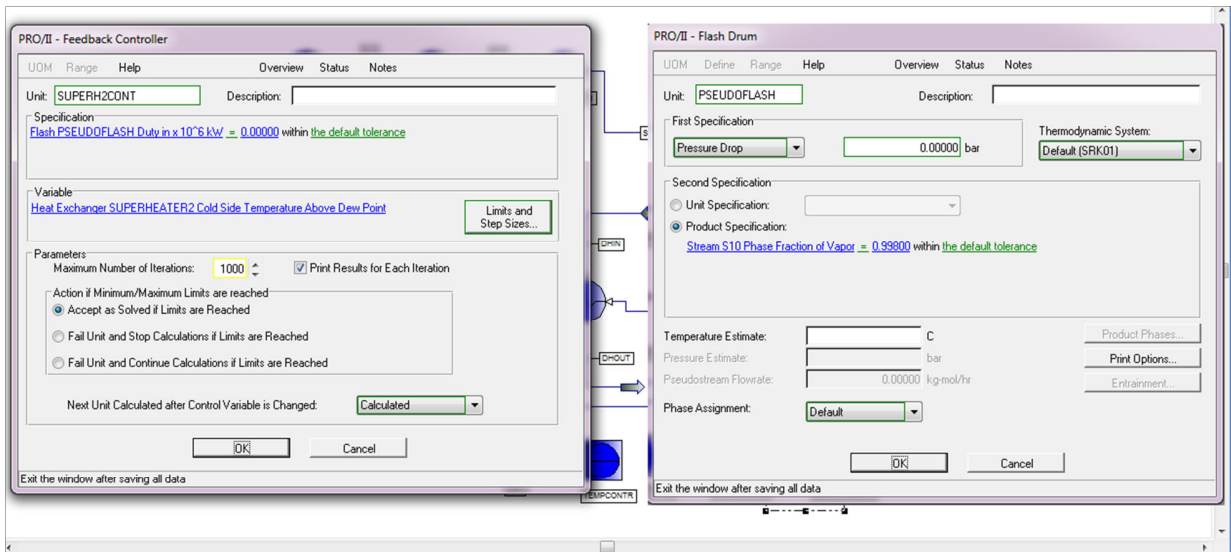 PRO/II - Feedback Controller
UOM Range Help Overview Status Notes
Unit: SUPERH2CONT Description:
Specification
Flash PSEUDOFLASH Duty in x 10^6 kW = 0.00000 within the default tolerance
Variable
Heat Exchanger SUPERHEATER2 Cold Side Temperature Above Dew Point
Limits and
Step Sizes...
Parameters
Maximum Number of Iterations: 1000 Print Results for Each Iteration
Action if Minimum/Maximum Limits are reached
Accept as Solved if Limits are Reached
Fail Unit and Stop Calculations if Limits are Reached
Fail Unit and Continue Calculations if Limits are Reached
Next Unit Calculated after Control Variable is Changed: Calculated
OK Cancel
Exit the window after saving all data
DHIN
DHOUT
TEMPCONTR
PRO/II - Flash Drum
UOM Define Range Help Overview Status Notes
Unit: PSEUDOFLASH Description:
First Specification
Pressure Drop 0.00000 bar
Thermodynamic System:
Default (SRK01)
Second Specification
Unit Specification:
Product Specification:
Stream S10 Phase Fraction of Vapor = 0.99800 within the default tolerance
Temperature Estimate: C
Pressure Estimate: bar
Pseudostream Flowrate: 0.00000 kg-mol/hr
Phase Assignment: Default
Product Phases...
Print Options...
Entrainment...
OK Cancel
Exit the window after saving all data